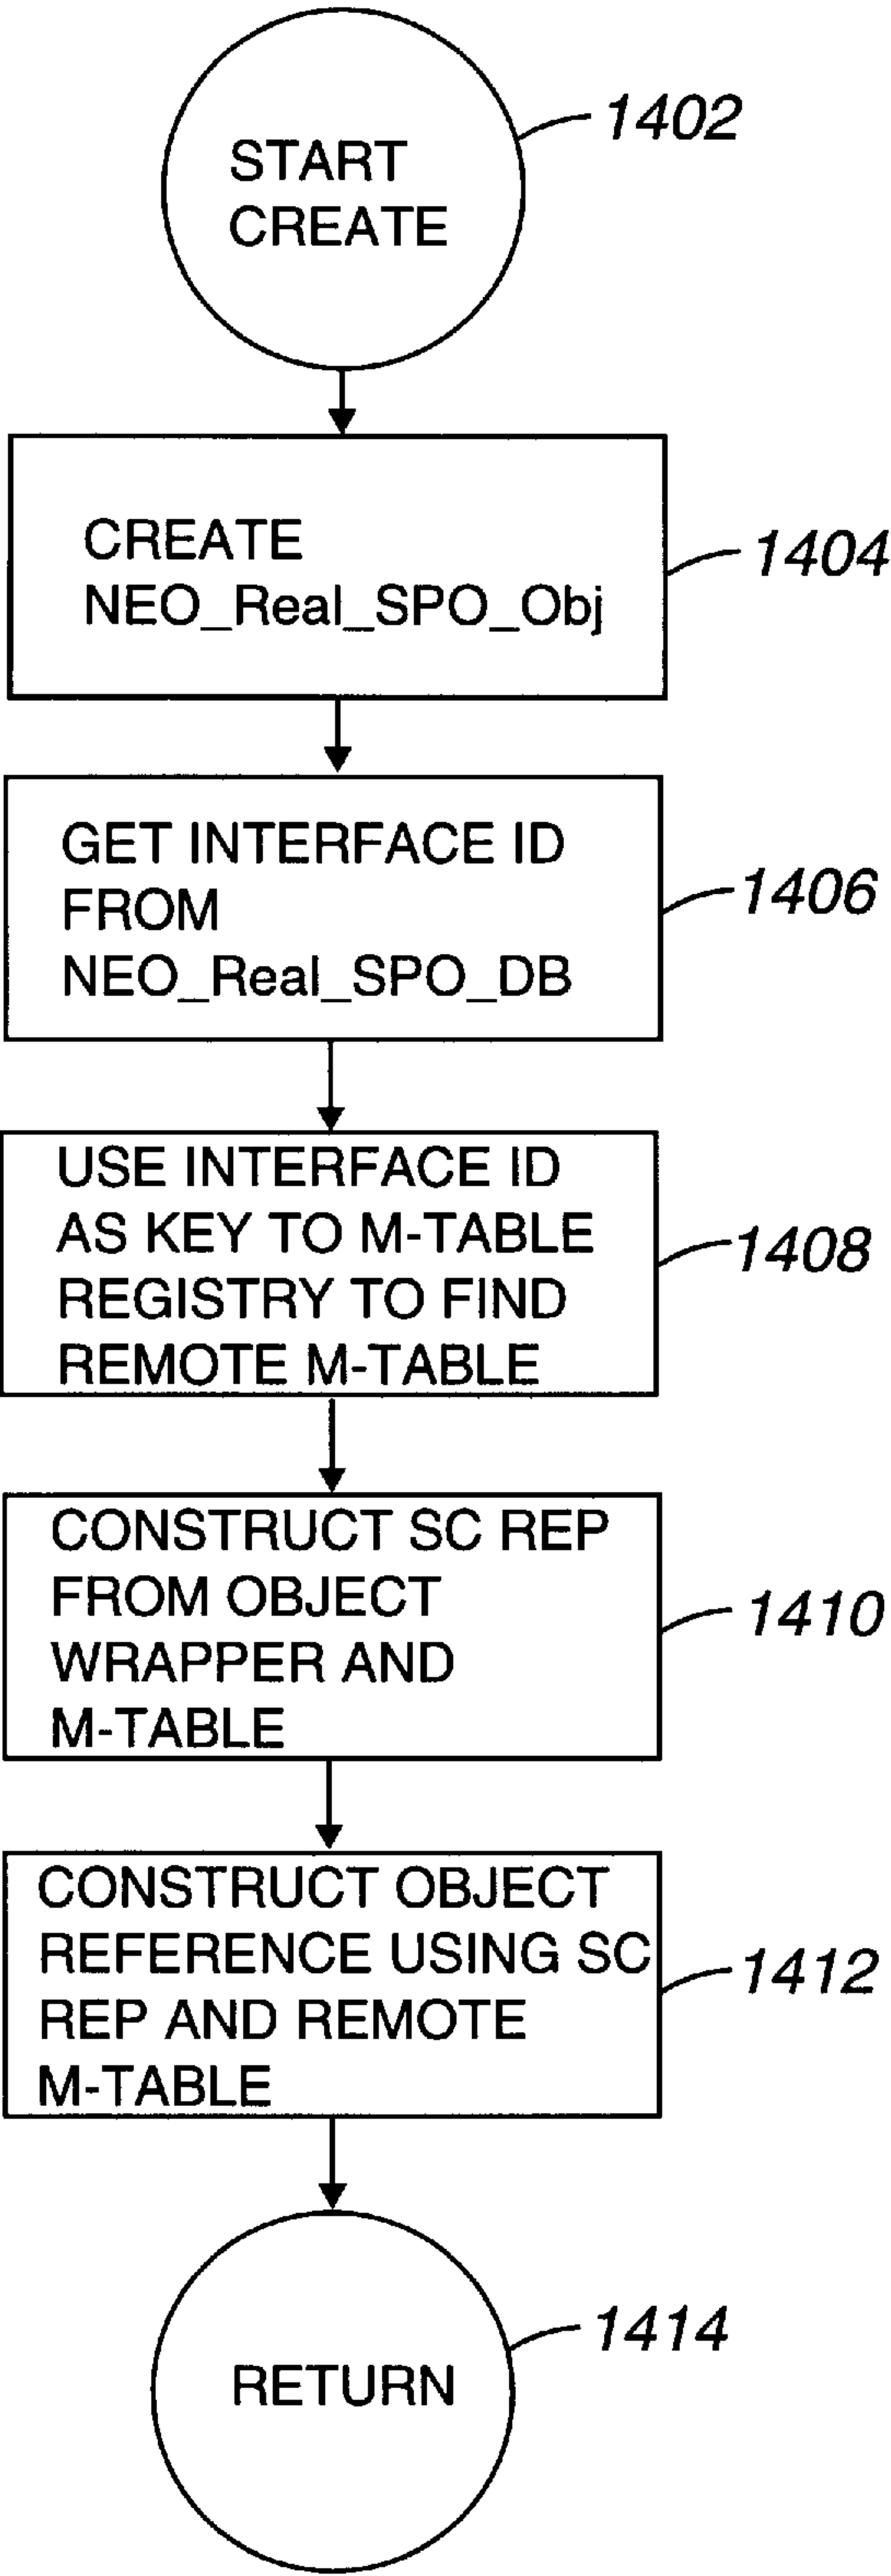 START
CREATE
1402
CREATE
NEO_Real_SPO_Obj
1404
GET INTERFACE ID
FROM
NEO_Real_SPO_DB
1406
USE INTERFACE ID
AS KEY TO M-TABLE
REGISTRY TO FIND
REMOTE M-TABLE
1408
CONSTRUCT SC REP
FROM OBJECT
WRAPPER AND
M-TABLE
1410
CONSTRUCT OBJECT
REFERENCE USING SC
REP AND REMOTE
M-TABLE
1412
RETURN
1414